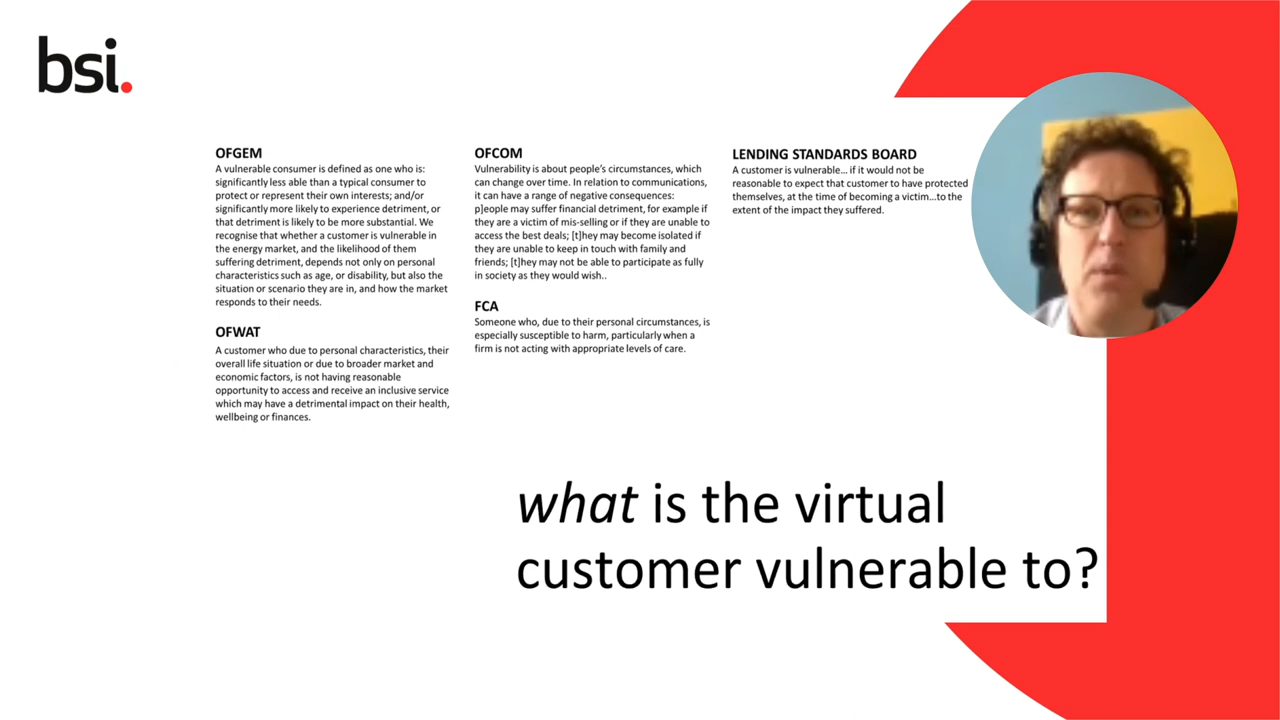 bsi.
OFGEM
A vulnerable consumer is defined as one who is:
significantly less able than a typical consumer to
protect or represent their own interests; and/or
significantly more likely to experience detriment, or
that detriment is likely to be more substantial. We
recognise that whether a customer is vulnerable in
the energy market, and the likelihood of them
suffering detriment, depends not only on personal
characteristics such as age, or disability, but also the
situation or scenario they are in, and how the market
responds to their needs.
OFWAT
A customer who due to personal characteristics, their
overall life situation or due to broader market and
economic factors, is not having reasonable
opportunity to access and receive an inclusive service
which may have a detrimental impact on their health,
wellbeing or finances.
OFCOM
Vulnerability is about people's circumstances, which
can change over time. In relation to communications,
it can have a range of negative consequences:
p]eople may suffer financial detriment, for example if
they are a victim of mis-selling or if they are unable to
access the best deals; [t]hey may become isolated if
they are unable to keep in touch with family and
friends; [t]hey may not be able to participate as fully
in society as they would wish..
FCA
Someone who, due to their personal circumstances, is
especially susceptible to harm, particularly when a
firm is not acting with appropriate levels of care.
LENDING STANDARDS BOARD
A customer is vulnerable... if it would not be
reasonable to expect that customer to have protected
themselves, at the time of becoming a victim...to the
extent of the impact they suffered.
what is the virtual
customer vulnerable to?